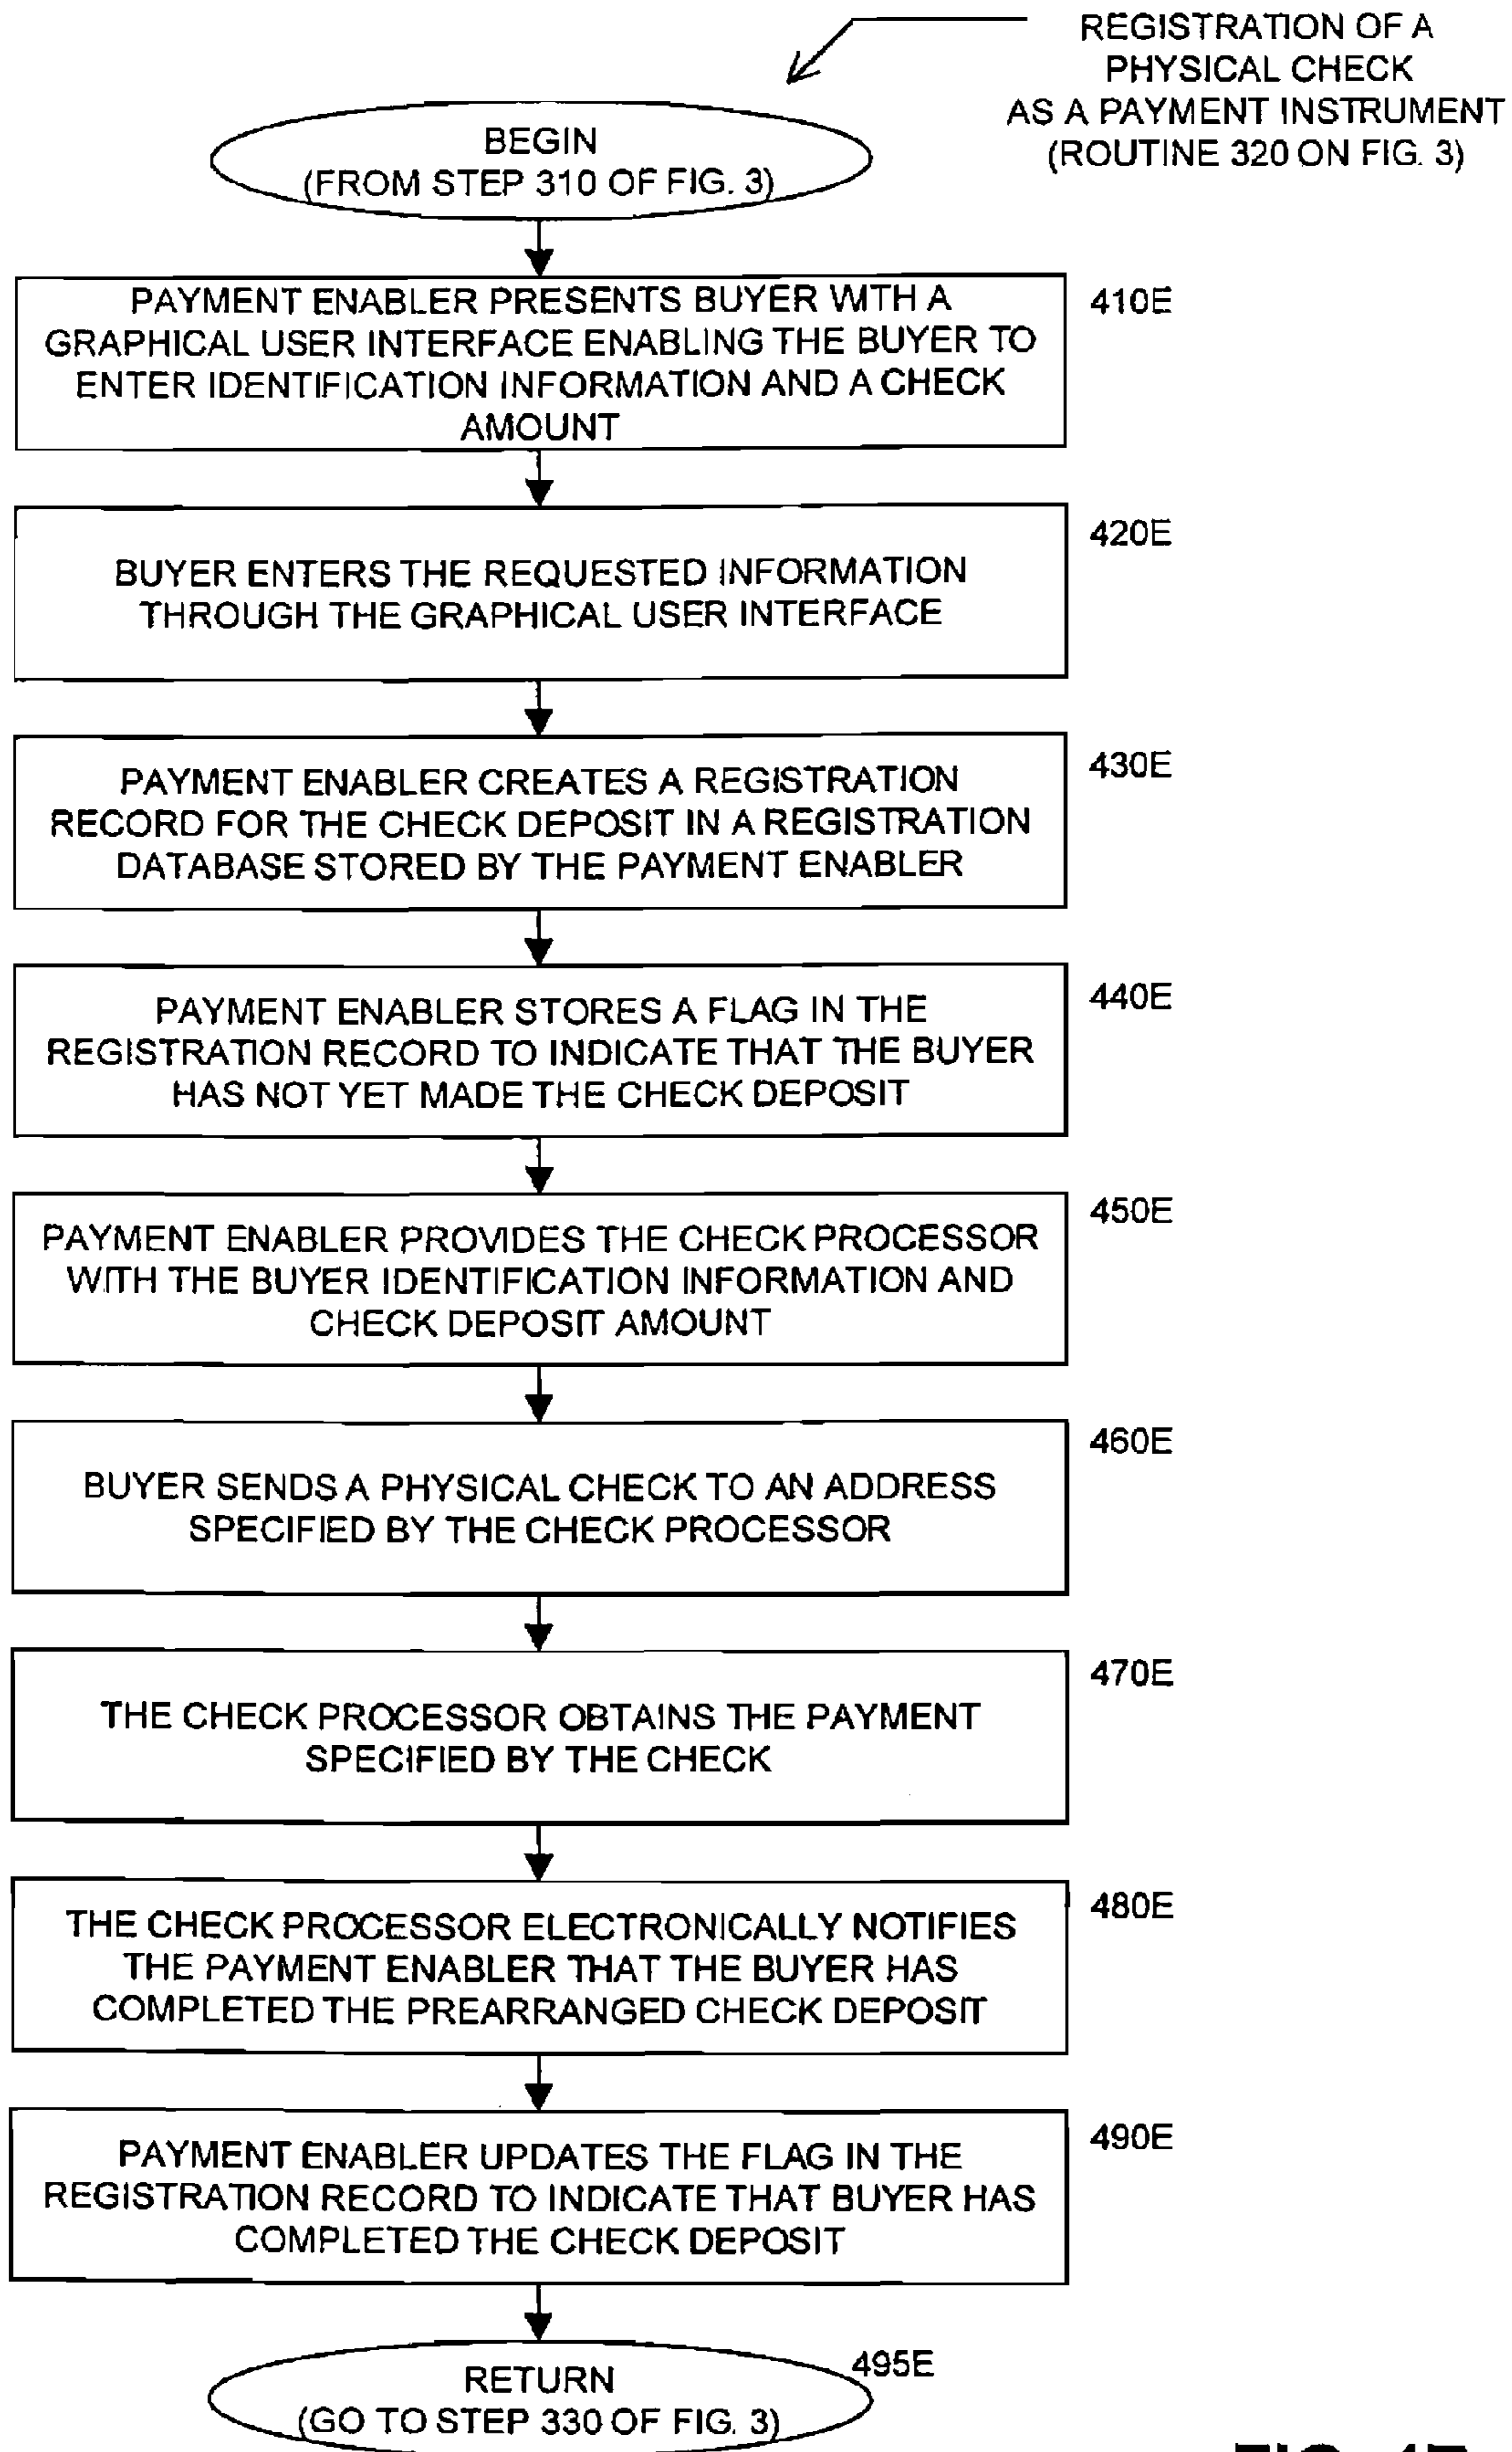 REGISTRATION OF A
PHYSICAL CHECK
AS A PAYMENT INSTRUMENT
(ROUTINE 320 ON FIG. 3)
BEGIN
(FROM STEP 310 OF FIG. 3)
410E
PAYMENT ENABLER PRESENTS BUYER WITH A
GRAPHICAL USER INTERFACE ENABLING THE BUYER TO
ENTER IDENTIFICATION INFORMATION AND A CHECK
AMOUNT
420E
BUYER ENTERS THE REQUESTED INFORMATION
THROUGH THE GRAPHICAL USER INTERFACE
430E
PAYMENT ENABLER CREATES A REGISTRATION
RECORD FOR THE CHECK DEPOSIT IN A REGISTRATION
DATABASE STORED BY THE PAYMENT ENABLER
440E
PAYMENT ENABLER STORES A FLAG IN THE
REGISTRATION RECORD TO INDICATE THAT THE BUYER
HAS NOT YET MADE THE CHECK DEPOSIT
450E
PAYMENT ENABLER PROVIDES THE CHECK PROCESSOR
WITH THE BUYER IDENTIFICATION INFORMATION AND
CHECK DEPOSIT AMOUNT
460E
BUYER SENDS A PHYSICAL CHECK TO AN ADDRESS
SPECIFIED BY THE CHECK PROCESSOR
470E
THE CHECK PROCESSOR OBTAINS THE PAYMENT
SPECIFIED BY THE CHECK
480E
THE CHECK PROCESSOR ELECTRONICALLY NOTIFIES
THE PAYMENT ENABLER THAT THE BUYER HAS
COMPLETED THE PREARRANGED CHECK DEPOSIT
490E
PAYMENT ENABLER UPDATES THE FLAG IN THE
REGISTRATION RECORD TO INDICATE THAT BUYER HAS
COMPLETED THE CHECK DEPOSIT
495E
RETURN
(GO TO STEP 330 OF FIG. 3)